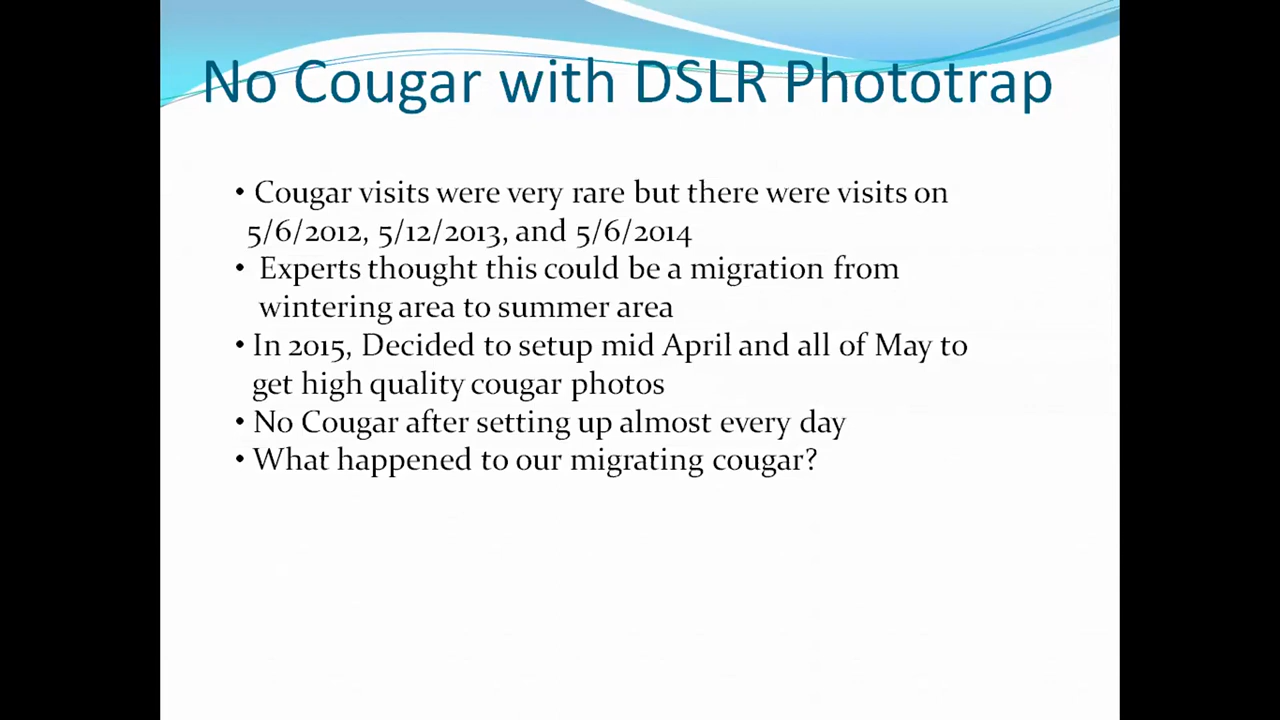 No Cougar with DSLR Phototrap
• Cougar visits were very rare but there were visits on
5/6/2012, 5/12/2013, and 5/6/2014
• Experts thought this could be a migration from
wintering area to summer area
• In 2015, Decided to setup mid April and all of May to
get high quality cougar photos
• No Cougar after setting up almost every day
• What happened to our migrating cougar?